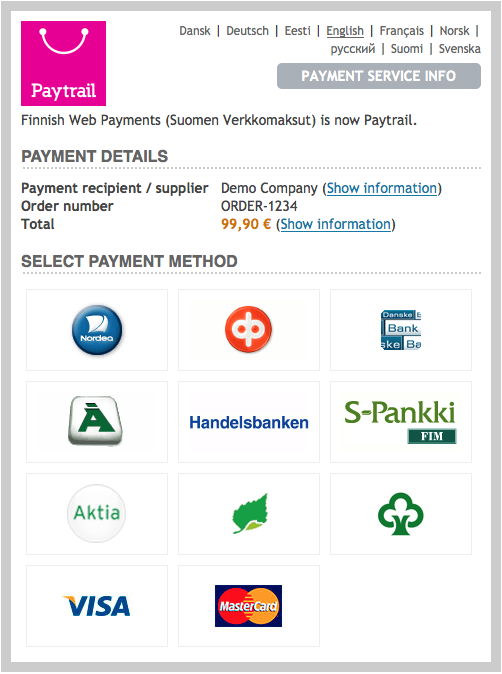 Dansk | Deutsch | Eesti | English | Français | Norsk |
русский | Suomi | Svenska
Paytrail
PAYMENT SERVICE INFO
Finnish Web Payments (Suomen Verkkomaksut) is now Paytrail.
PAYMENT DETAILS
Payment recipient / supplier Demo Company (Show information)
Order number ORDER-1234
Total 99,90 € (Show information)
SELECT PAYMENT METHOD
Nordea
Danske B
Bank
ske Ba
Handelsbanken
S-Pankki
FIM
Aktia
VISA
MasterCard